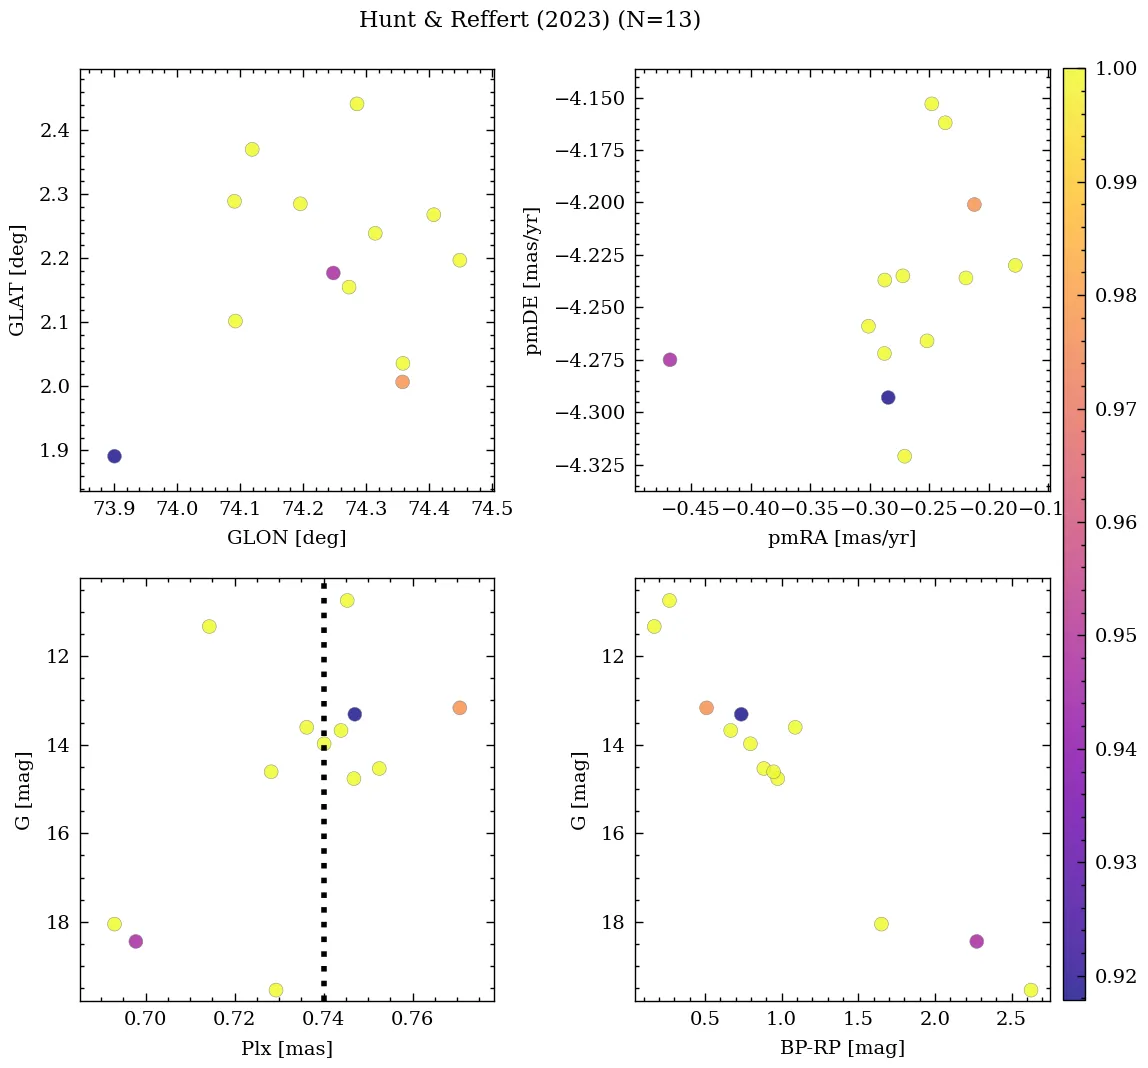 Hunt & Reffert (2023) (N=13)
2.4
2.3
2.2
2.1
2.0
1.9
GLAT [deg]
73.9 74.0 74.1 74.2 74.3 74.4 74.5
GLON [deg]
−4.150
−4.175
−4.200
−4.225
−4.250
−4.275
−4.300
−4.325
pmDE [mas/yr]
−0.45 −0.40 −0.35 −0.30 −0.25 −0.20 −0.1
pmRA [mas/yr]
12
14
16
18
G [mag]
0.70 0.72 0.74 0.76
Plx [mas]
12
14
16
18
G [mag]
0.5 1.0 1.5 2.0 2.5
BP-RP [mag]
1.00
0.99
0.98
0.97
0.96
0.95
0.94
0.93
0.92